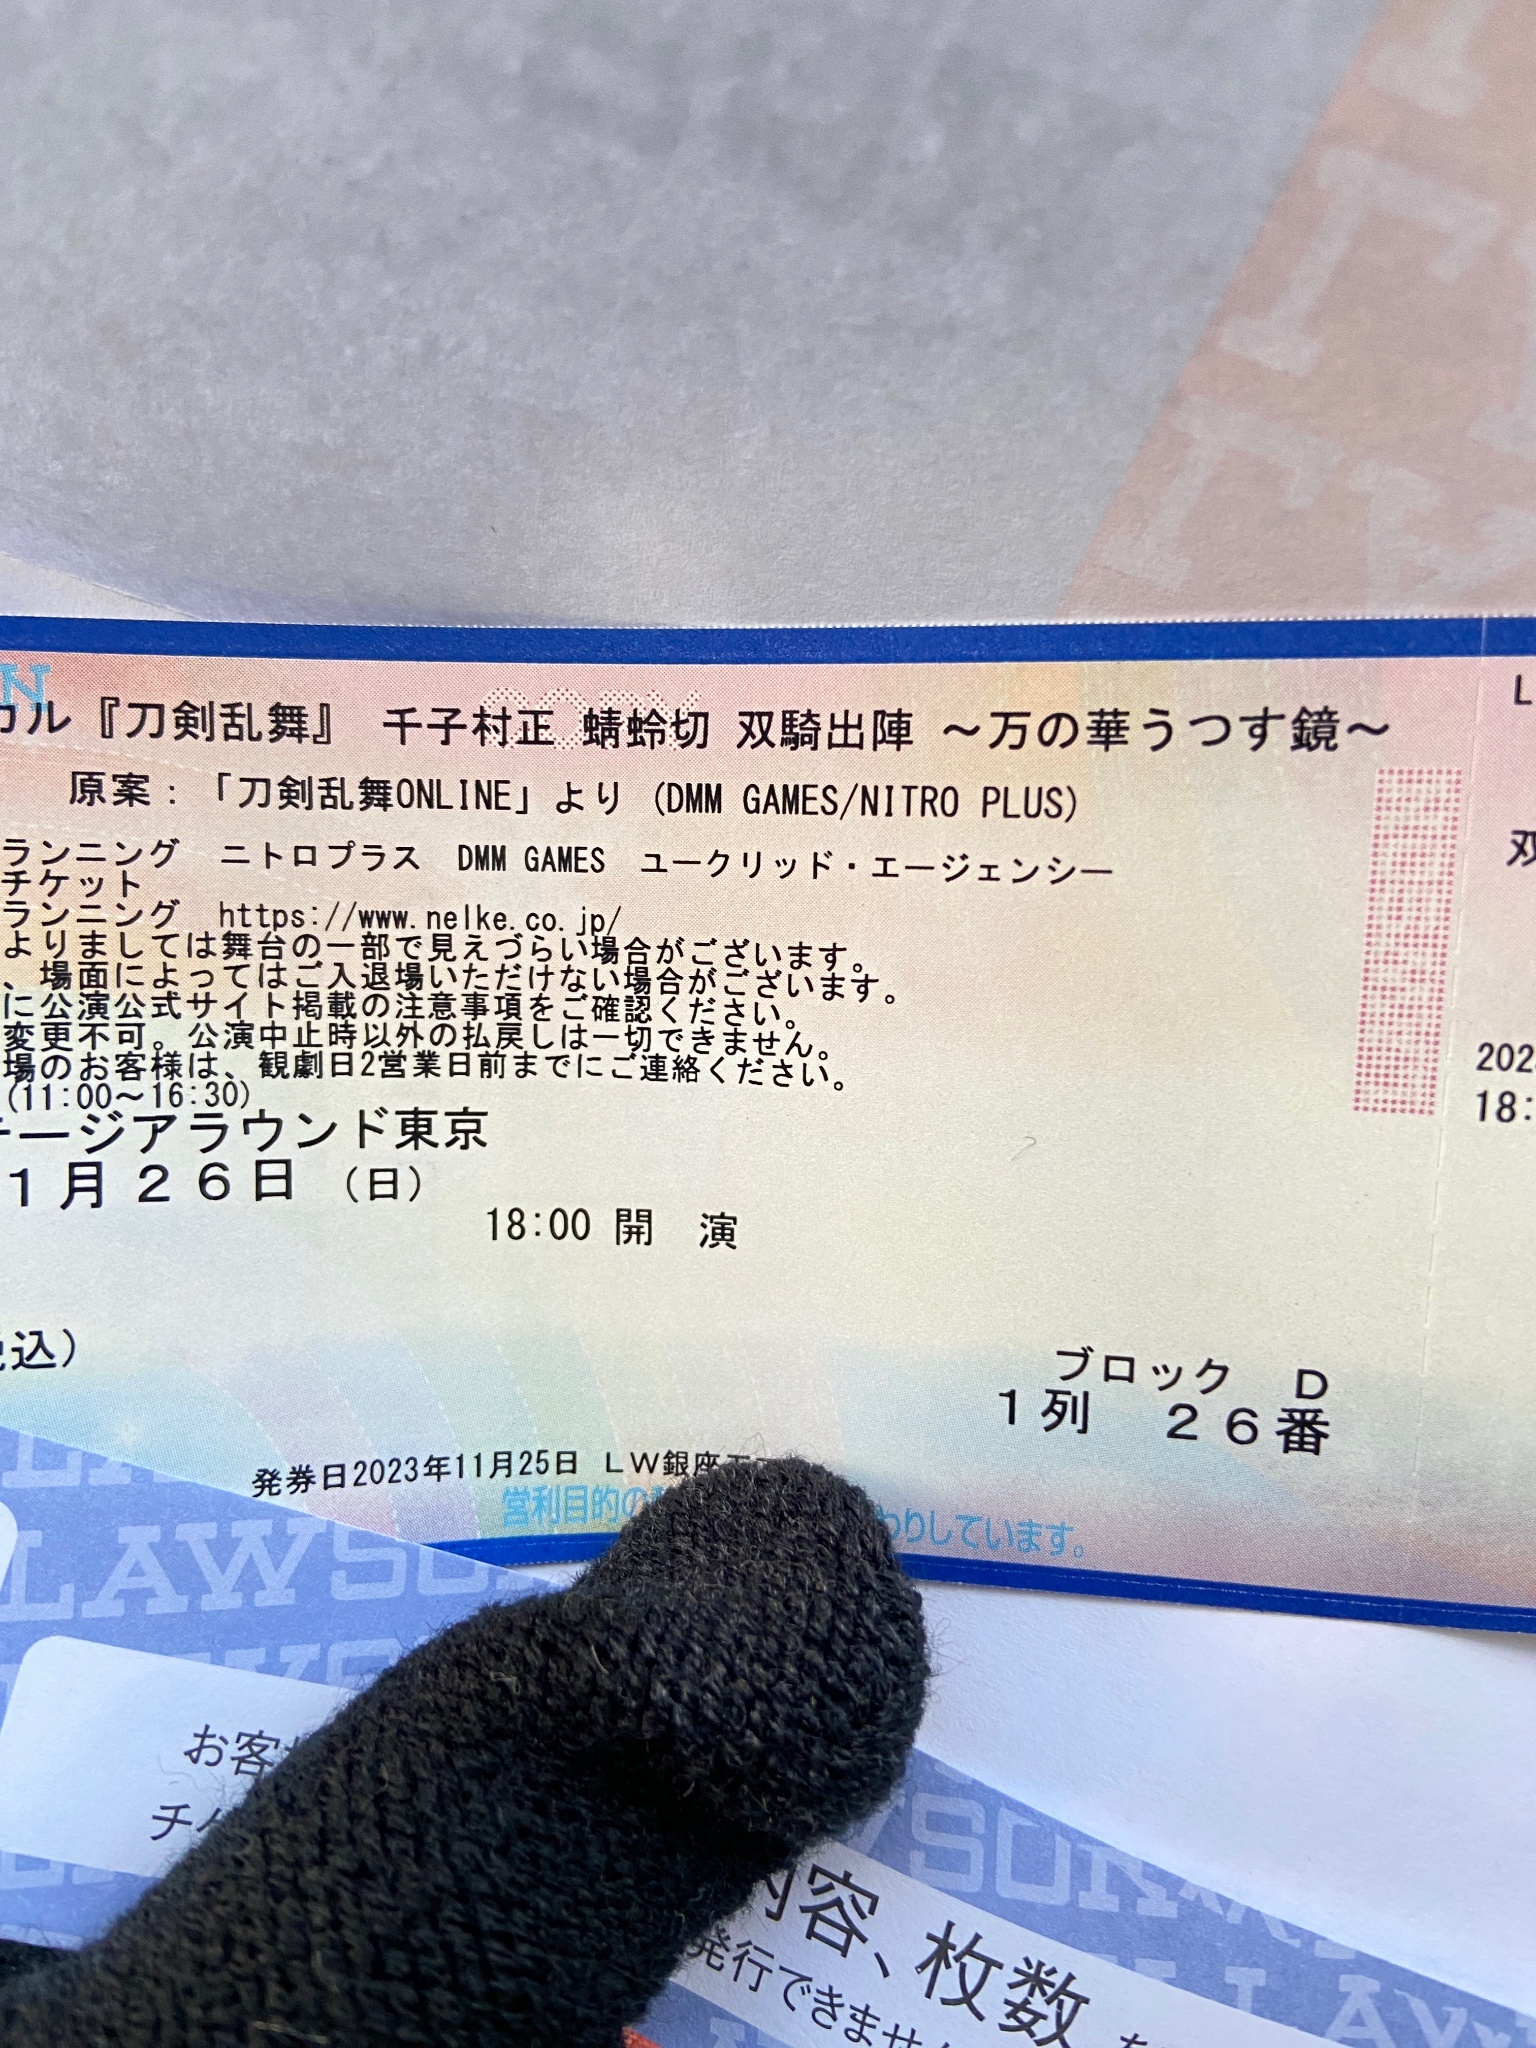 N
カル『刀剣乱舞』 千子村正 蜻蛉切 双騎出陣 ～万の華うつす鏡～
原案：「刀剣乱舞ONLINE」より (DMM GAMES/NITRO PLUS)
ランニング ニトロプラス DMM GAMES ユークリッド・エージェンシー
チケット
ランニング https://www.nelke.co.jp/
よりましては舞台の一部で見えづらい場合がございます。
、場面によってはご入退場いただけない場合がございます。
に公演公式サイト掲載の注意事項をご確認ください。
変更不可。公演中止時以外の払戻しは一切できません。
場のお客様は、観劇日2営業日前までにご連絡ください。
(11:00～16:30)
テージアラウンド東京
1月26日（日）
18:00 開 演
税込)
ブロック D
1列 26番
発券日2023年11月25日 LW銀座
営利目的の
わりしています。
L
双
202
18:
LAWSON
お客
チ
内容、枚数
発行できません